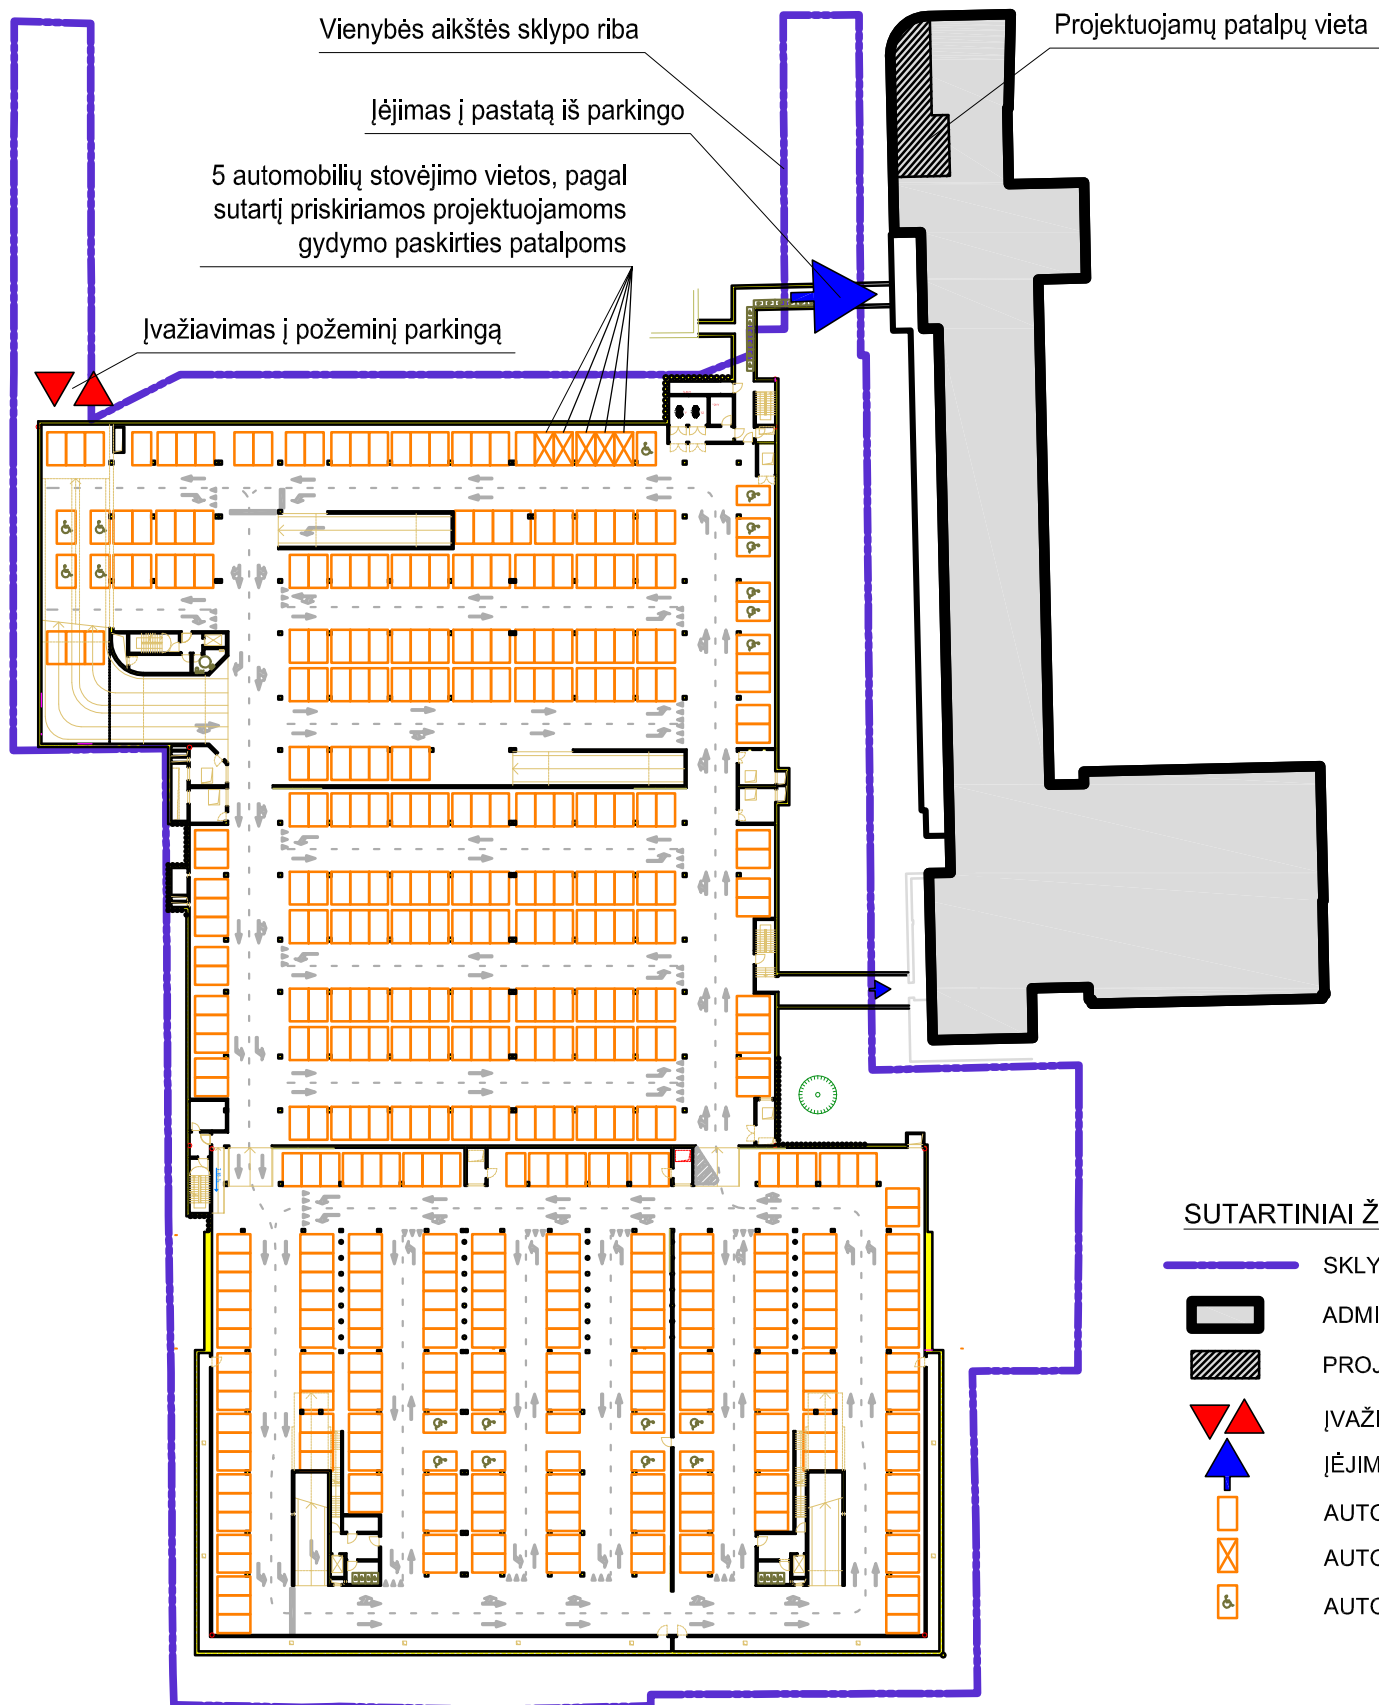 Vienybės aikštės sklypo riba
Projektuojamų patalpų vieta
Įėjimas į pastatą iš parkingo
5 automobilių stovėjimo vietos, pagal
sutartį priskiriamos projektuojamoms
gydymo paskirties patalpoms
Įvažiavimas į požeminį parkingą
SUTARTINIAI Ž
SKLY
ADMI
PROJ
ĮVAŽI
ĮĖJIM
AUTO
AUTO
AUTO